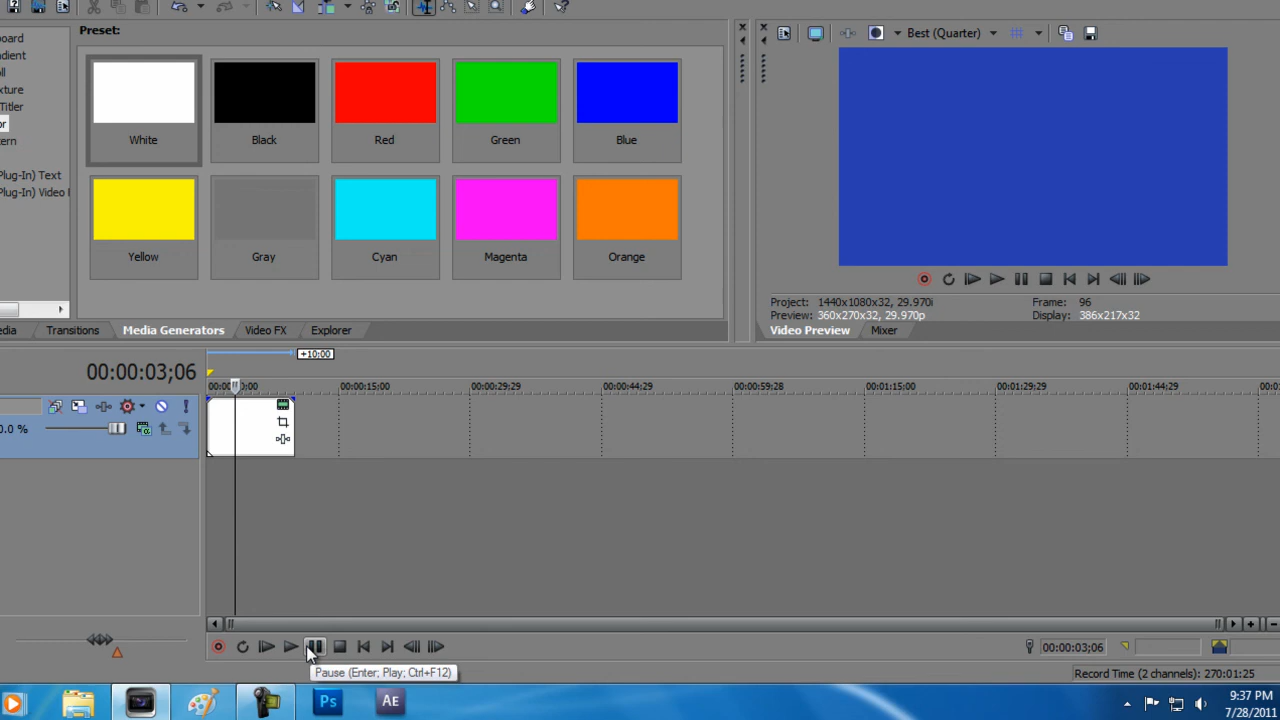 Preset:
Best (Quarter)
White
Black
Red
Green
Blue
Yellow
Gray
Cyan
Magenta
Orange
Plug-In) Text
Plug-In) Video
Titler
Project: 1440x1080x32, 29.970i
Frame: 96
Preview: 360x270x32, 29.970p
Display: 386x217x32
Transitions
Media Generators
Video FX
Explorer
Video Preview
Mixer
+10:00
00:00:03;06
00:00:15;00
00:00:29;29
00:00:44;29
00:00:59;28
00:01:15;00
00:01:29;29
00:01:44;29
0.0 %
00:00:03;06
Pause (Enter; Play; Ctrl+F12)
Record Time (2 channels): 270:01:25
Ps
AE
9:37 PM
7/28/2011